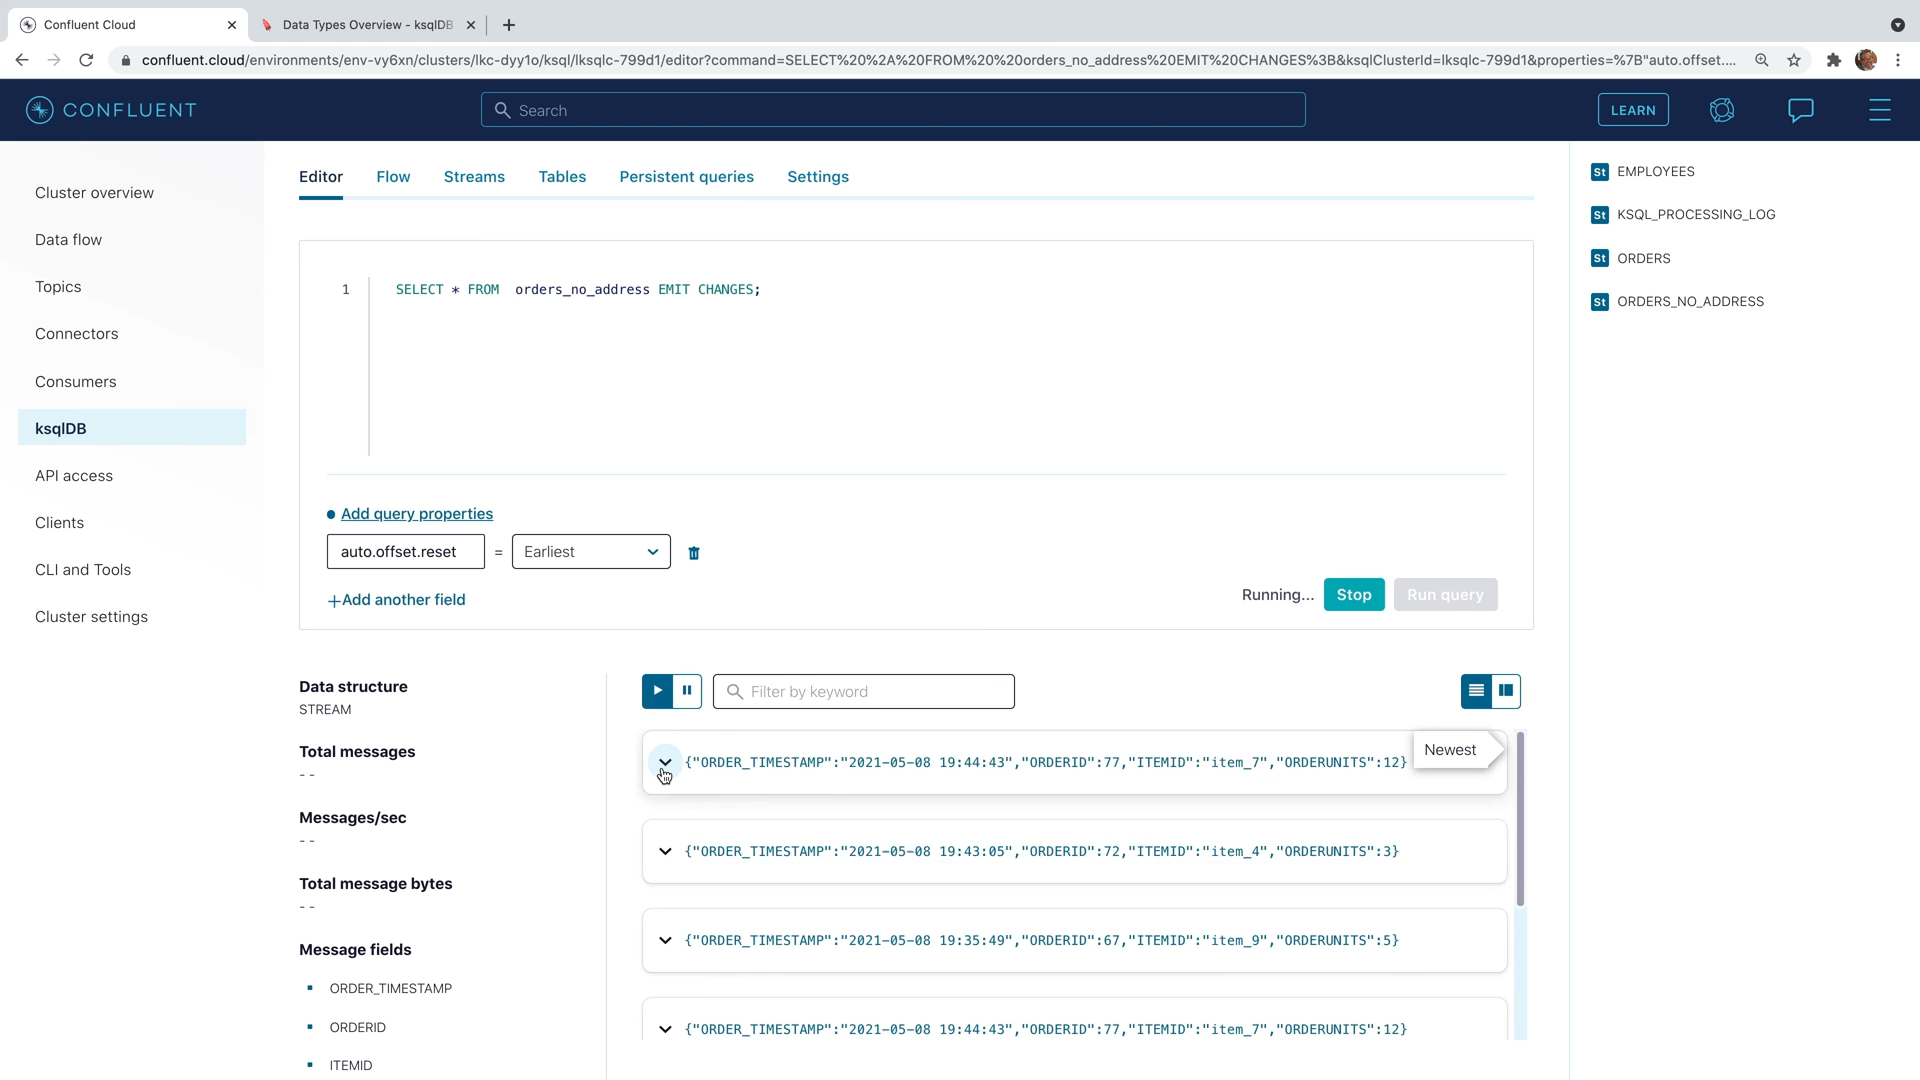 Confluent Cloud
Data Types Overview - ksqlDB
confluent.cloud/environments/env-vy6xn/clusters/lkc-dyy1o/ksql/lksqlc-799d1/editor?command=SELECT%20%2A%20FROM%20%20orders_no_address%20EMIT%20CHANGES%3B&ksqlClusterId=lksqlc-799d1&properties=%7B"auto.offset....
CONFLUENT
Search
LEARN
Cluster overview
Data flow
Topics
Connectors
Consumers
ksqlDB
API access
Clients
CLI and Tools
Cluster settings
Editor Flow Streams Tables Persistent queries Settings
1 SELECT * FROM  orders_no_address EMIT CHANGES;
Add query properties
auto.offset.reset = Earliest
+Add another field
Running... Stop Run query
Data structure
STREAM
Total messages
--
Messages/sec
--
Total message bytes
--
Message fields
ORDER_TIMESTAMP
ORDERID
ITEMID
Filter by keyword
Newest
{"ORDER_TIMESTAMP":"2021-05-08 19:44:43","ORDERID":77,"ITEMID":"item_7","ORDERUNITS":12}
{"ORDER_TIMESTAMP":"2021-05-08 19:43:05","ORDERID":72,"ITEMID":"item_4","ORDERUNITS":3}
{"ORDER_TIMESTAMP":"2021-05-08 19:35:49","ORDERID":67,"ITEMID":"item_9","ORDERUNITS":5}
{"ORDER_TIMESTAMP":"2021-05-08 19:44:43","ORDERID":77,"ITEMID":"item_7","ORDERUNITS":12}
St EMPLOYEES
St KSQL_PROCESSING_LOG
St ORDERS
St ORDERS_NO_ADDRESS